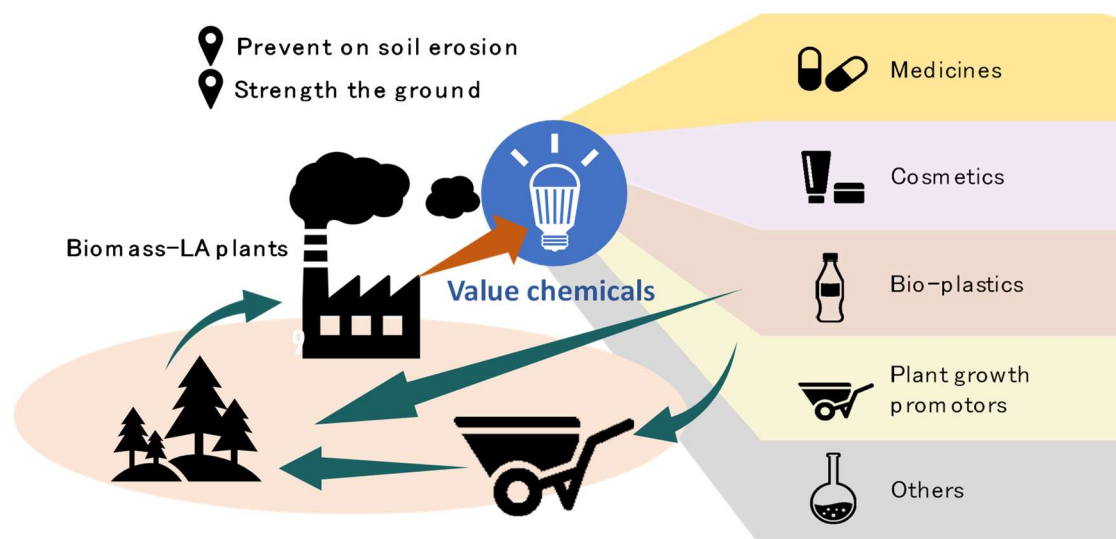 Prevent on soil erosion
Strength the ground
Biomass-LA plants
Value chemicals
Medicines
Cosmetics
Bio-plastics
Plant growth
promotors
Others